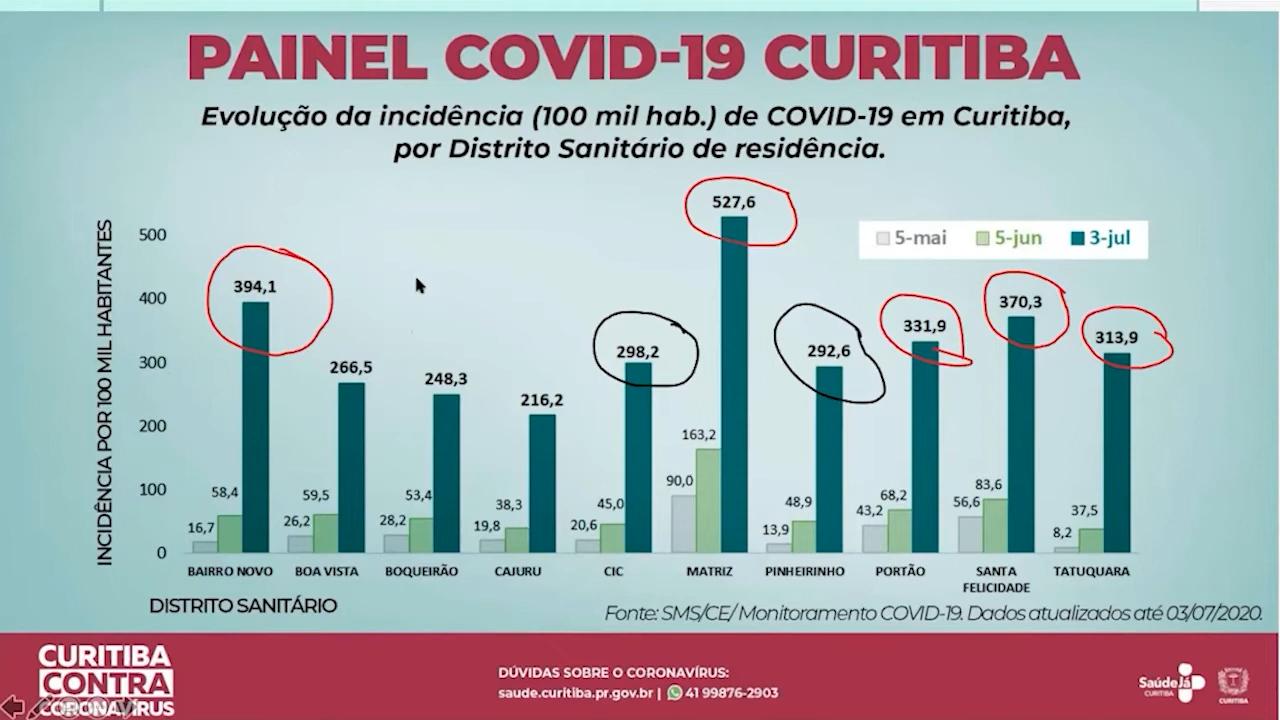 PAINEL COVID-19 CURITIBA
Evolução da incidência (100 mil hab.) de COVID-19 em Curitiba,
por Distrito Sanitário de residência.
INCIDÊNCIA POR 100 MIL HABITANTES
500
400
300
200
100
0
5-mai 5-jun 3-jul
16,7 58,4 394,1
26,2 59,5 266,5
28,2 53,4 248,3
19,8 38,3 216,2
20,6 45,0 298,2
90,0 163,2 527,6
13,9 48,9 292,6
43,2 68,2 331,9
56,6 83,6 370,3
8,2 37,5 313,9
BAIRRO NOVO BOA VISTA BOQUEIRÃO CAJURU CIC MATRIZ PINHEIRINHO PORTÃO SANTA FELICIDADE TATUQUARA
DISTRITO SANITÁRIO
Fonte: SMS/CE/ Monitoramento COVID-19. Dados atualizados até 03/07/2020.
CURITIBA
CONTRA
CORONAVÍRUS
DÚVIDAS SOBRE O CORONAVÍRUS:
saude.curitiba.pr.gov.br | 41 99876-2903
SaúdeJá
CURITIBA
CURITIBA